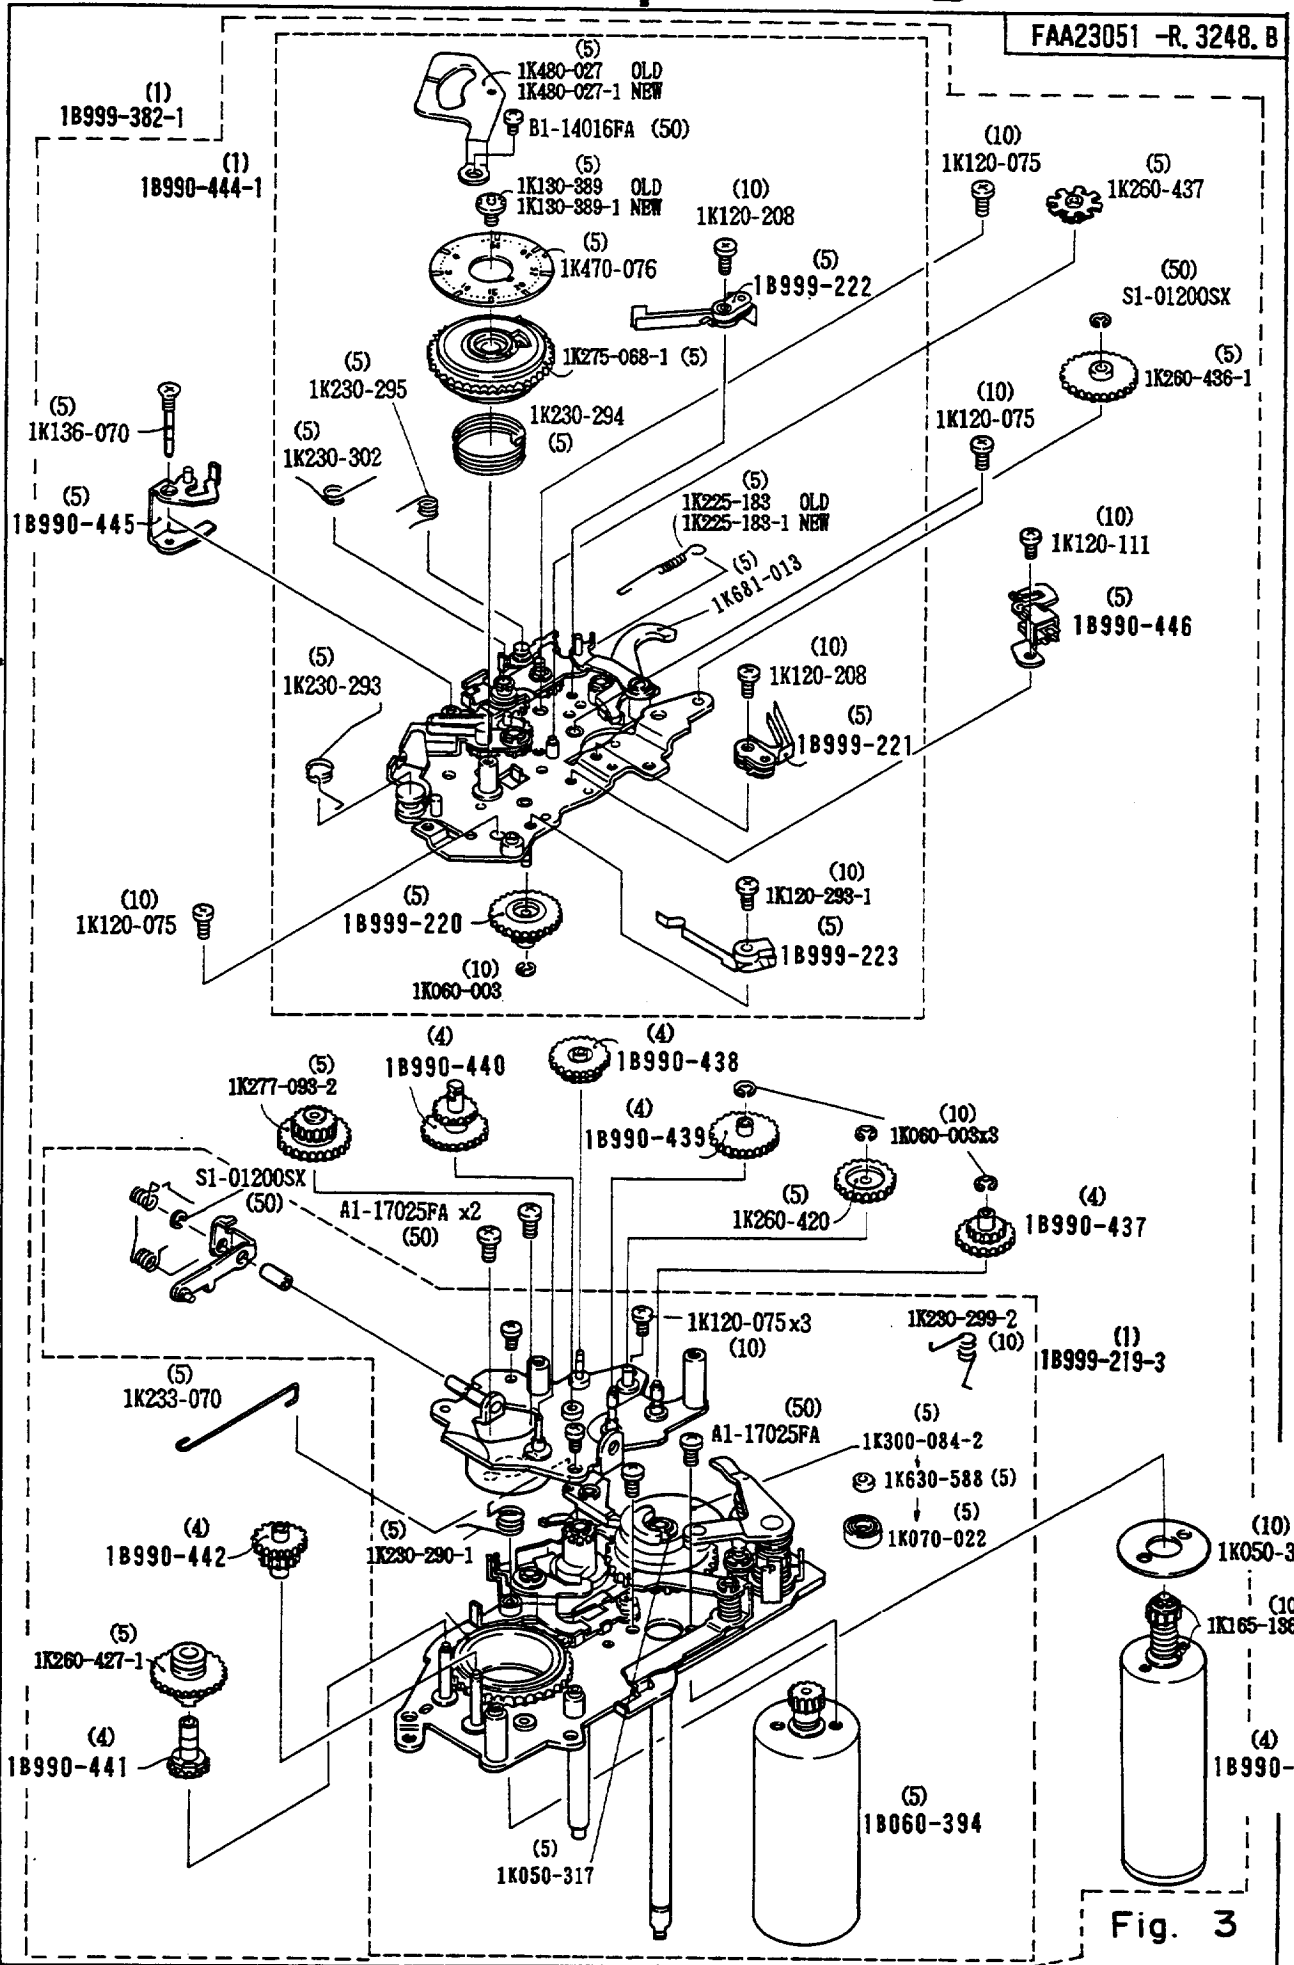 FAA23051 -R. 3248. B
(1)
1B999-382-1
(1)
1B990-444-1
(5)
1K480-027 OLD
1K480-027-1 NEW
B1-14016FA (50)
(5)
1K130-389 OLD
1K130-389-1 NEW
(5)
1K470-076
(10)
1K120-208
(5)
1B999-222
(10)
1K120-075
(5)
1K260-437
(50)
S1-01200SX
(5)
1K260-436-1
1K275-068-1 (5)
(5)
1K230-295
1K230-294
(5)
(10)
1K120-075
(5)
1K136-070
(5)
1K230-302
(5)
1B990-445
(5)
1K225-183 OLD
1K225-183-1 NEW
(5)
1K681-013
(10)
1K120-111
(5)
1B990-446
(5)
1K230-293
(10)
1K120-208
(5)
1B999-221
(10)
1K120-075
(5)
1B999-220
(10)
1K060-003
(10)
1K120-293-1
(5)
1B999-223
(5)
1K277-093-2
(4)
1B990-440
(4)
1B990-438
(4)
1B990-439
(10)
1K060-003x3
(5)
1K260-420
(4)
1B990-437
S1-01200SX
(50)
A1-17025FA x2
(50)
1K120-075x3
(10)
1K230-299-2
(10)
(1)
1B999-219-3
(5)
1K233-070
(50)
A1-17025FA
(5)
1K300-084-2
1K630-588 (5)
(5)
1K070-022
(4)
1B990-442
(5)
1K230-290-1
(10)
1K050-3
1K165-138
(5)
1K260-427-1
(4)
1B990-441
(4)
1B990-
(5)
1B060-394
(5)
1K050-317
Fig. 3